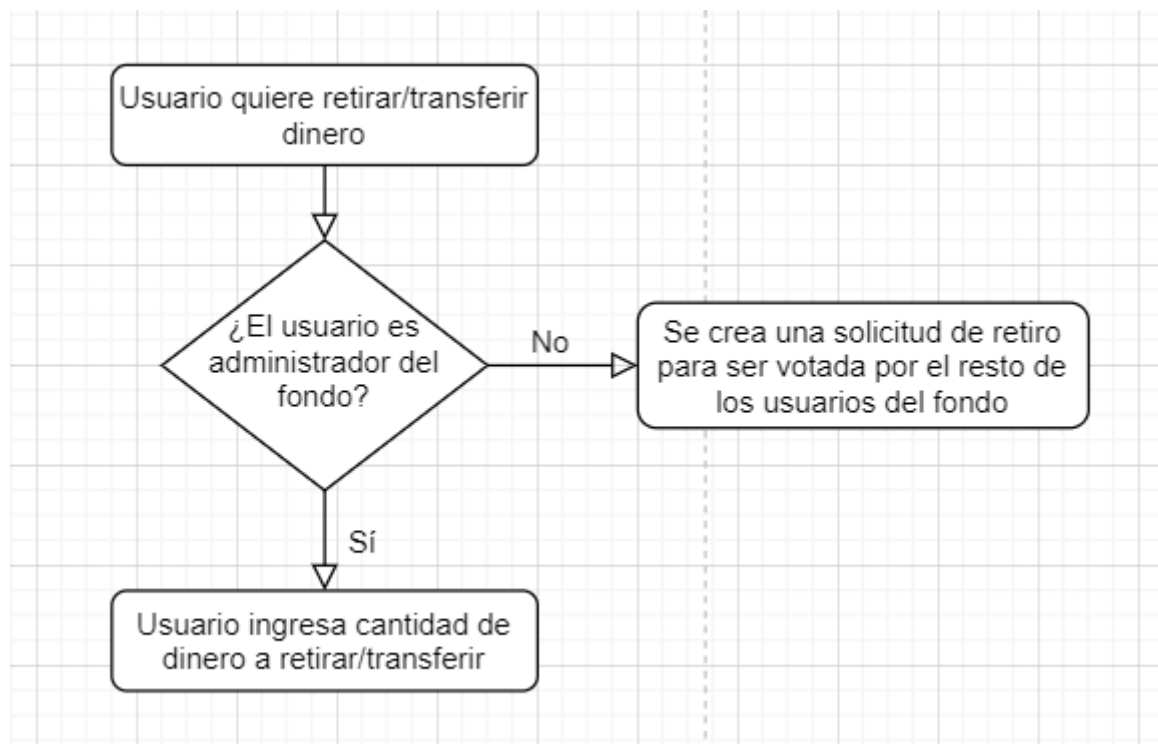 Usuario quiere retirar/transferir
dinero
¿El usuario es
administrador del
fondo?
No
Se crea una solicitud de retiro
para ser votada por el resto de
los usuarios del fondo
Sí
Usuario ingresa cantidad de
dinero a retirar/transferir